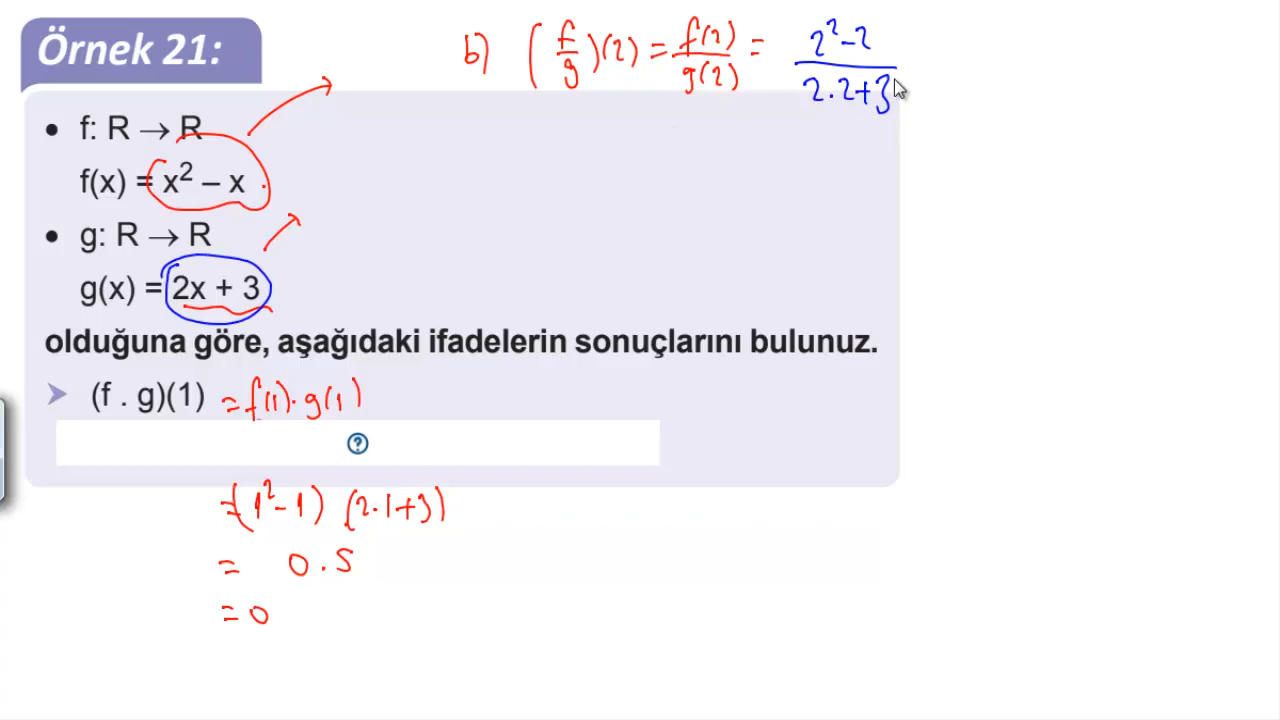 Örnek 21:
b) (f/g)(2) = f(2)/g(2) = 2²-2/2.2+3
• f: R → R
f(x) = x² – x
• g: R → R
g(x) = 2x + 3
olduğuna göre, aşağıdaki ifadelerin sonuçlarını bulunuz.
(f . g)(1) = f(1).g(1)
=(1²-1) (2.1+3)
= 0.5
=0